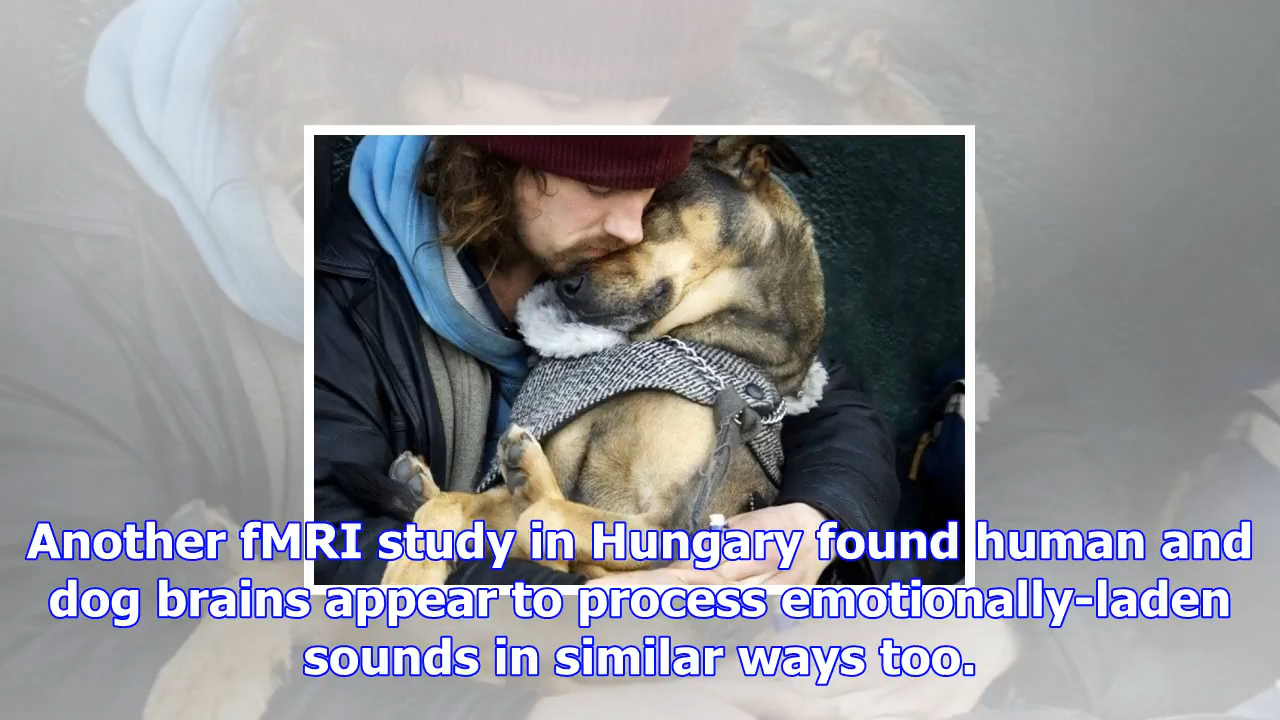 Another fMRI study in Hungary found human and
dog brains appear to process emotionally-laden
sounds in similar ways too.